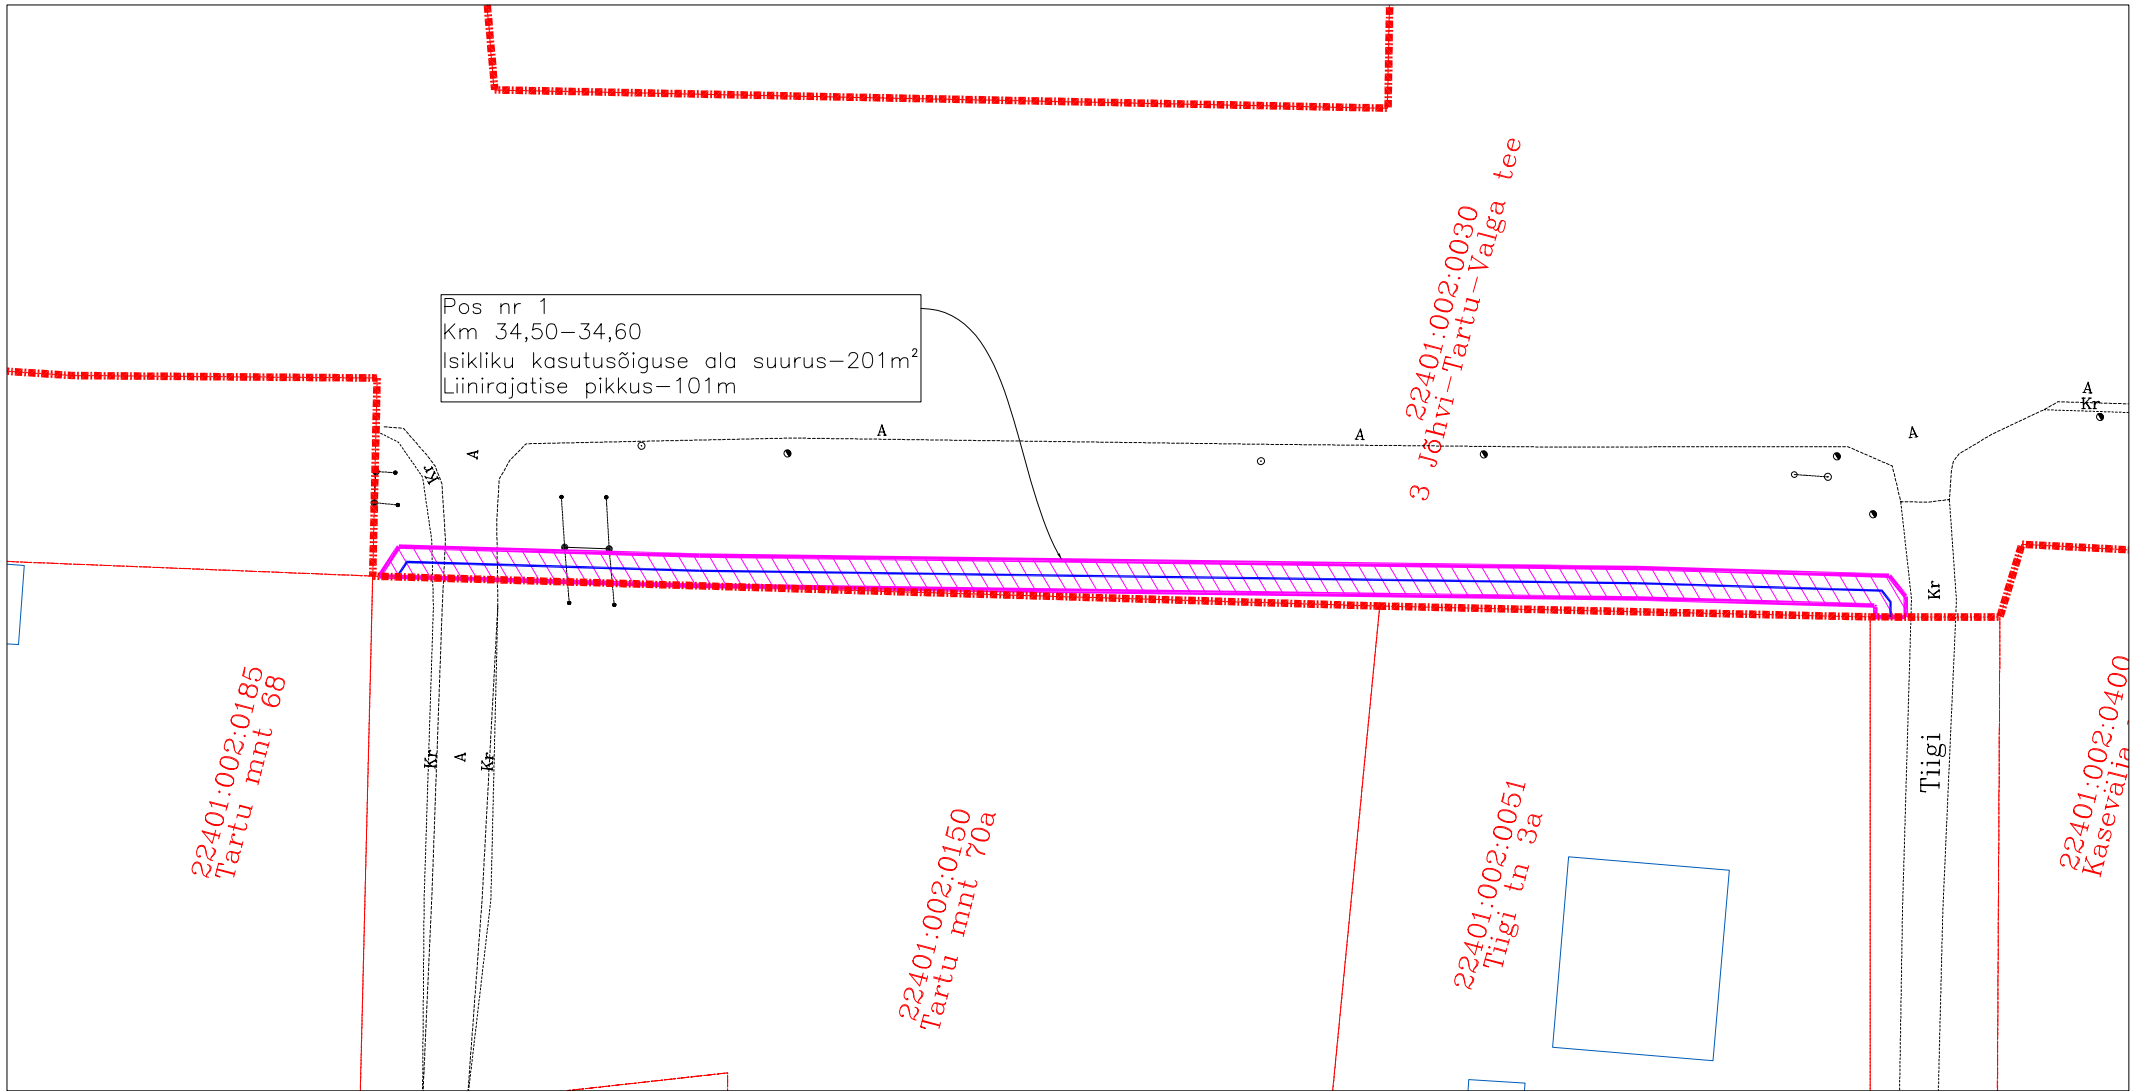 Pos nr 1
Km 34,50-34,60
Isikliku kasutusõiguse ala suurus-201m²
Liinirajatise pikkus-101m
22401:002:0030
3 Jõhvi-Tartu-Valga tee
A
A
A
A
Kr
A
Kr
A
Kr
22401:002:0185
Tartu mnt 68
Kr
A
Kr
22401:002:0150
Tartu mnt 70a
22401:002:0051
Tiigi tn 3a
Tiigi
22401:002:0400
Kasevälja